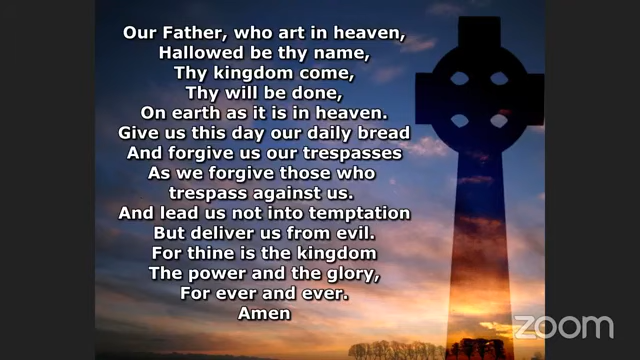 Our Father, who art in heaven,
Hallowed be thy name,
Thy kingdom come,
Thy will be done,
On earth as it is in heaven.
Give us this day our daily bread
And forgive us our trespasses
As we forgive those who
trespass against us.
And lead us not into temptation
But deliver us from evil.
For thine is the kingdom
The power and the glory,
For ever and ever.
Amen
zoom